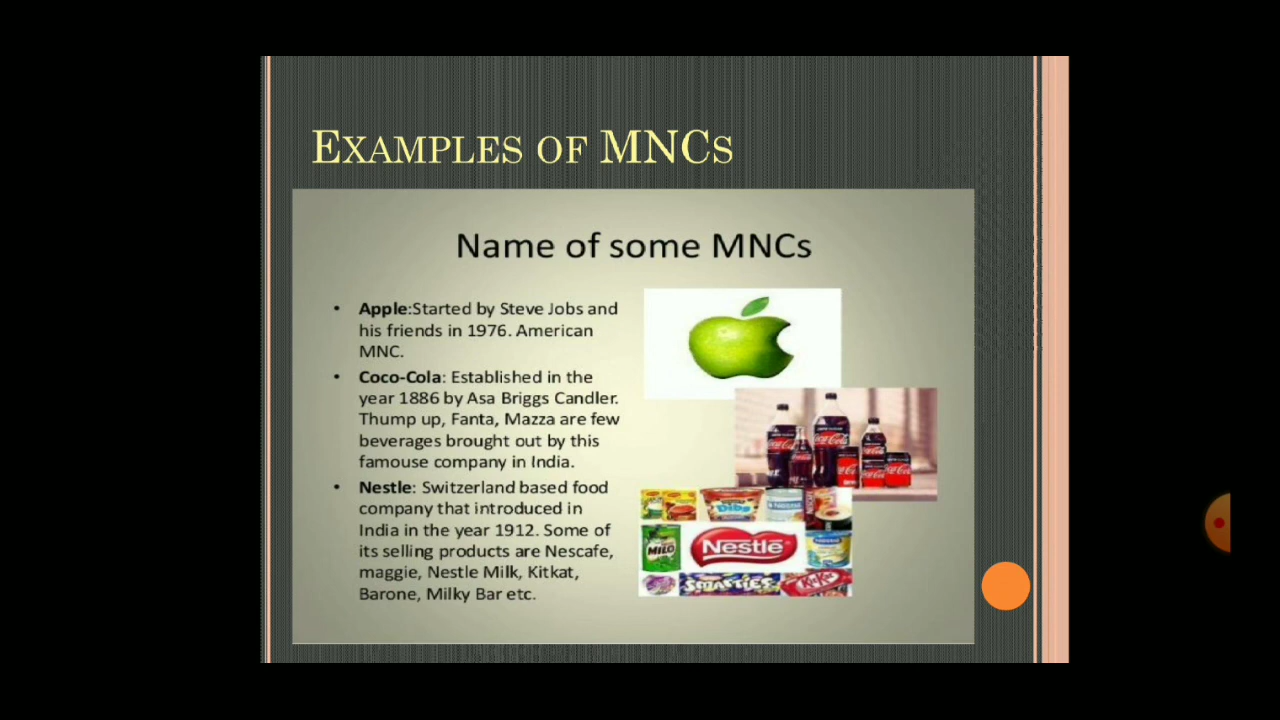 EXAMPLES OF MNCS
Name of some MNCs
• Apple:Started by Steve Jobs and
his friends in 1976. American
MNC.
• Coco-Cola: Established in the
year 1886 by Asa Briggs Candler.
Thump up, Fanta, Mazza are few
beverages brought out by this
famouse company in India.
• Nestle: Switzerland based food
company that introduced in
India in the year 1912. Some of
its selling products are Nescafe,
maggie, Nestle Milk, Kitkat,
Barone, Milky Bar etc.
Coca-Cola
Dibs
MILO
Nestle
SMARTIES
KitKat